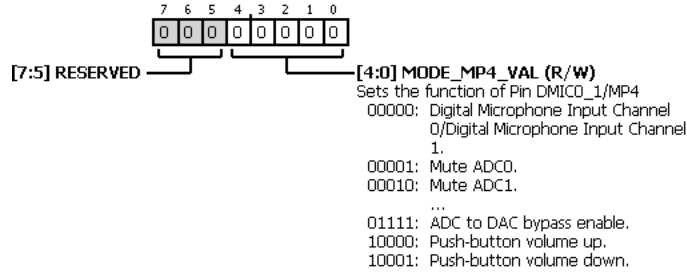 7 6 5 4 3 2 1 0
0 0 0 0 0 0 0 0
[7:5] RESERVED
[4:0] MODE_MP4_VAL (R/W)
Sets the function of Pin DMIC0_1/MP4
00000: Digital Microphone Input Channel
0/Digital Microphone Input Channel
1.
00001: Mute ADC0.
00010: Mute ADC1.
...
01111: ADC to DAC bypass enable.
10000: Push-button volume up.
10001: Push-button volume down.